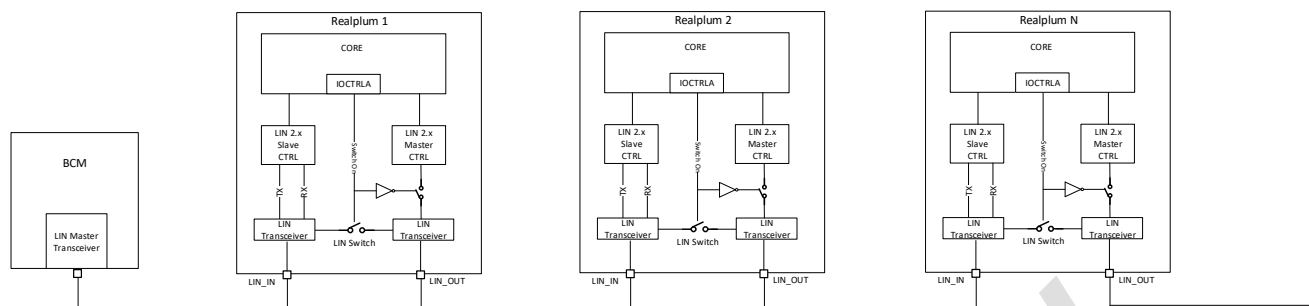 Realplum 1
CORE
IOCTRLA
LIN 2.x
Slave
CTRL
Switch On
LIN 2.x
Master
CTRL
TX
RX
LIN
Transceiver
LIN Switch
LIN
Transceiver
LIN_IN
LIN_OUT
Realplum 2
CORE
IOCTRLA
LIN 2.x
Slave
CTRL
Switch On
LIN 2.x
Master
CTRL
TX
RX
LIN
Transceiver
LIN Switch
LIN
Transceiver
LIN_IN
LIN_OUT
Realplum N
CORE
IOCTRLA
LIN 2.x
Slave
CTRL
Switch On
LIN 2.x
Master
CTRL
TX
RX
LIN
Transceiver
LIN Switch
LIN
Transceiver
LIN_IN
LIN_OUT
BCM
LIN Master
Transceiver